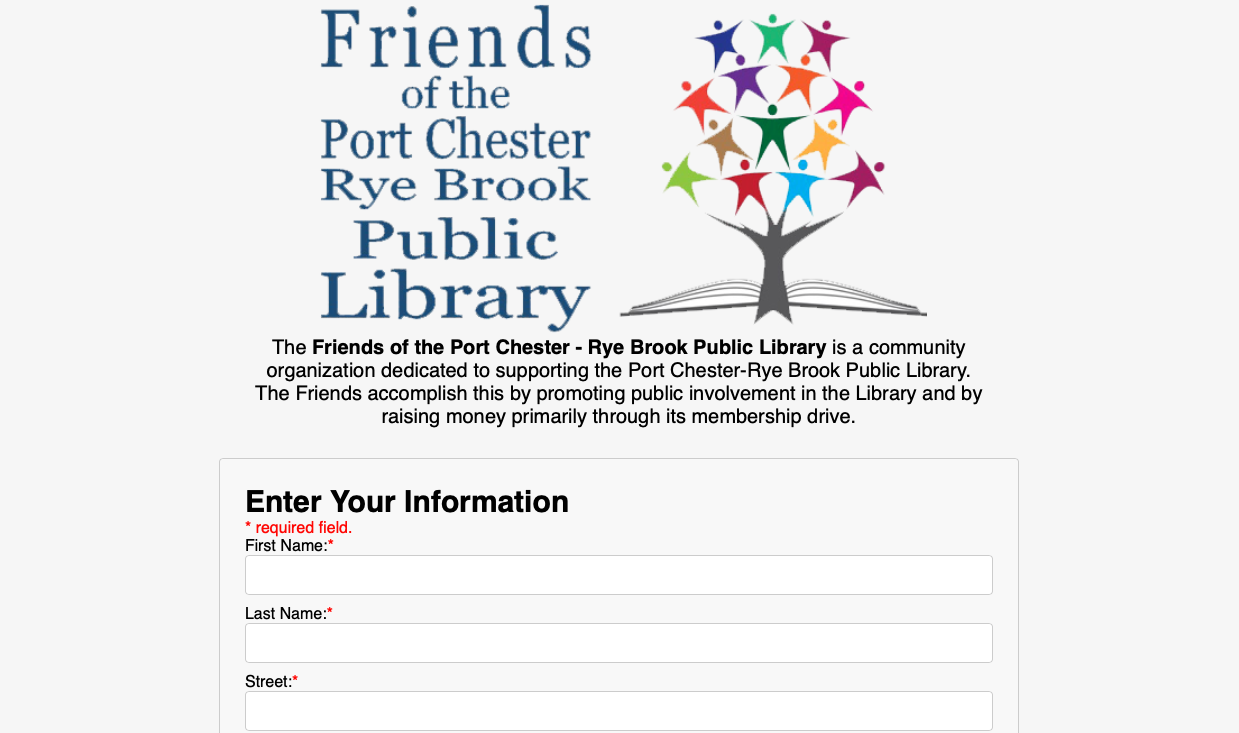 Friends
of the
Port Chester
Rye Brook
Public
Library
The Friends of the Port Chester - Rye Brook Public Library is a community
organization dedicated to supporting the Port Chester-Rye Brook Public Library.
The Friends accomplish this by promoting public involvement in the Library and by
raising money primarily through its membership drive.
Enter Your Information
* required field.
First Name:*
Last Name:*
Street:*